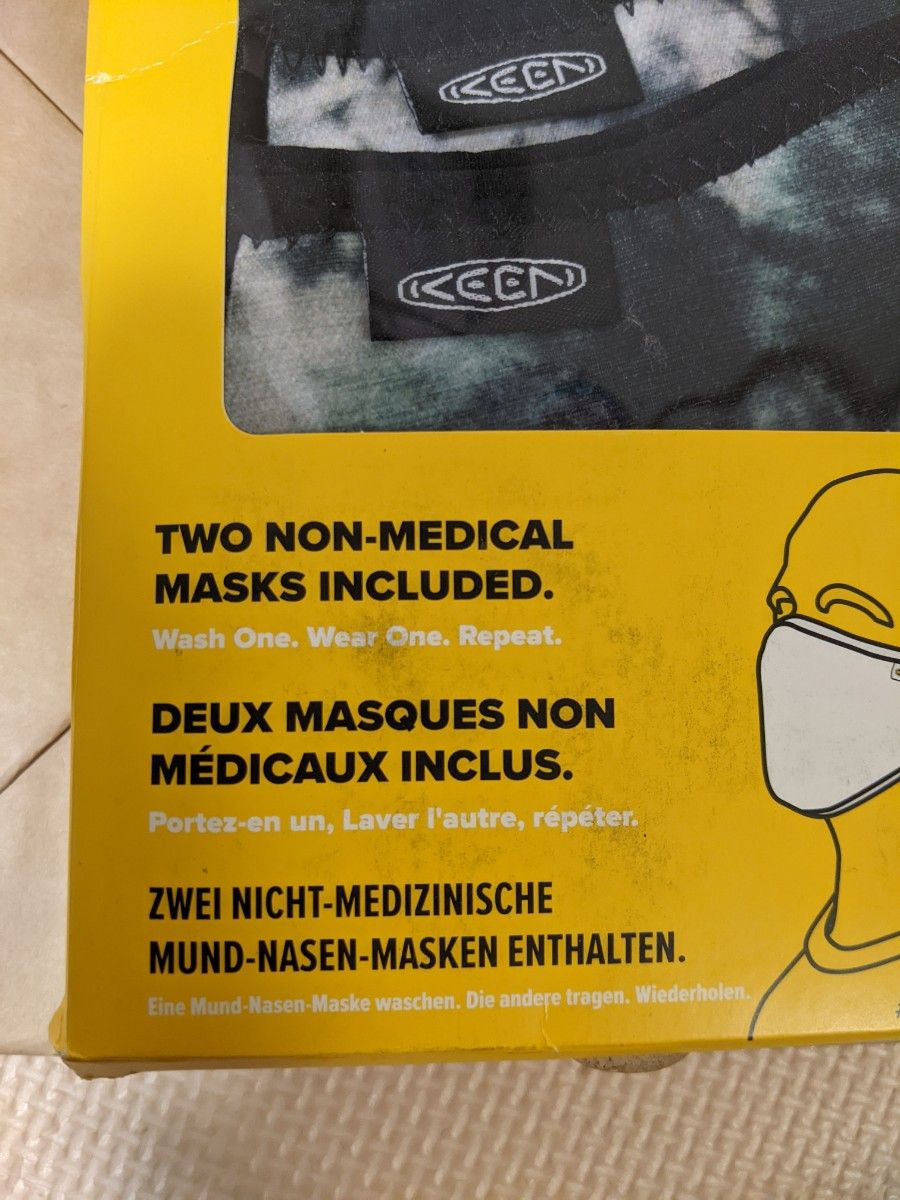 KEEN
KEEN
TWO NON-MEDICAL
MASKS INCLUDED.
Wash One. Wear One. Repeat.
DEUX MASQUES NON
MÉDICAUX INCLUS.
Portez-en un, Laver l'autre, répéter.
ZWEI NICHT-MEDIZINISCHE
MUND-NASEN-MASKEN ENTHALTEN.
Eine Mund-Nasen-Maske waschen. Die andere tragen. Wiederholen.